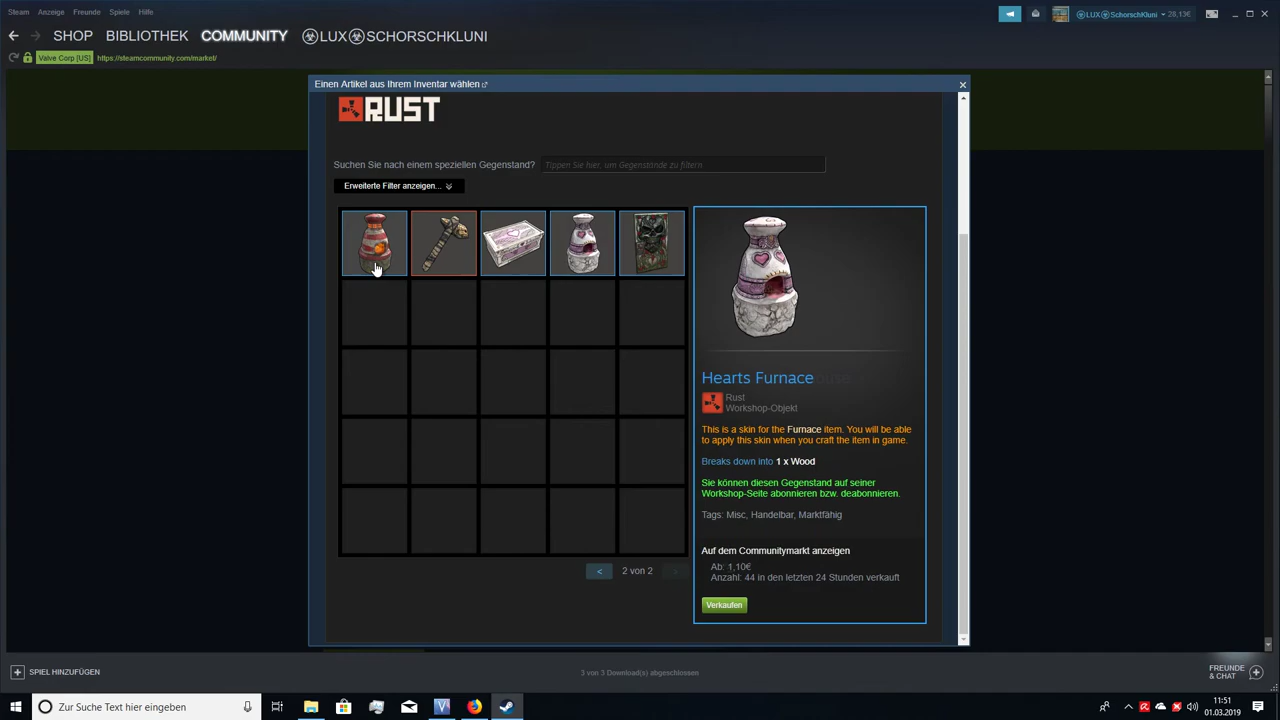 Steam Anzeige Freunde Spiele Hilfe
LUX SCHORSCHKLUNI
LUX SchorschKluni 28,13€
SHOP BIBLIOTHEK COMMUNITY
Valve Corp [US] https://steamcommunity.com/market/
Einen Artikel aus Ihrem Inventar wählen
RUST
Suchen Sie nach einem speziellen Gegenstand? Tippen Sie hier, um Gegenstände zu filtern
Erweiterte Filter anzeigen...
Hearts Furnace
Rust
Workshop-Objekt
This is a skin for the Furnace item. You will be able
to apply this skin when you craft the item in game.
Breaks down into 1 x Wood
Sie können diesen Gegenstand auf seiner
Workshop-Seite abonnieren bzw. deabonnieren.
Tags: Misc, Handelbar, Marktfähig
Auf dem Communitymarkt anzeigen
Ab: 1,10€
Anzahl: 44 in den letzten 24 Stunden verkauft
Verkaufen
< 2 von 2 >
SPIEL HINZUFÜGEN
3 von 3 Download(s) abgeschlossen
FREUNDE
& CHAT
Zur Suche Text hier eingeben
11:51
01.03.2019